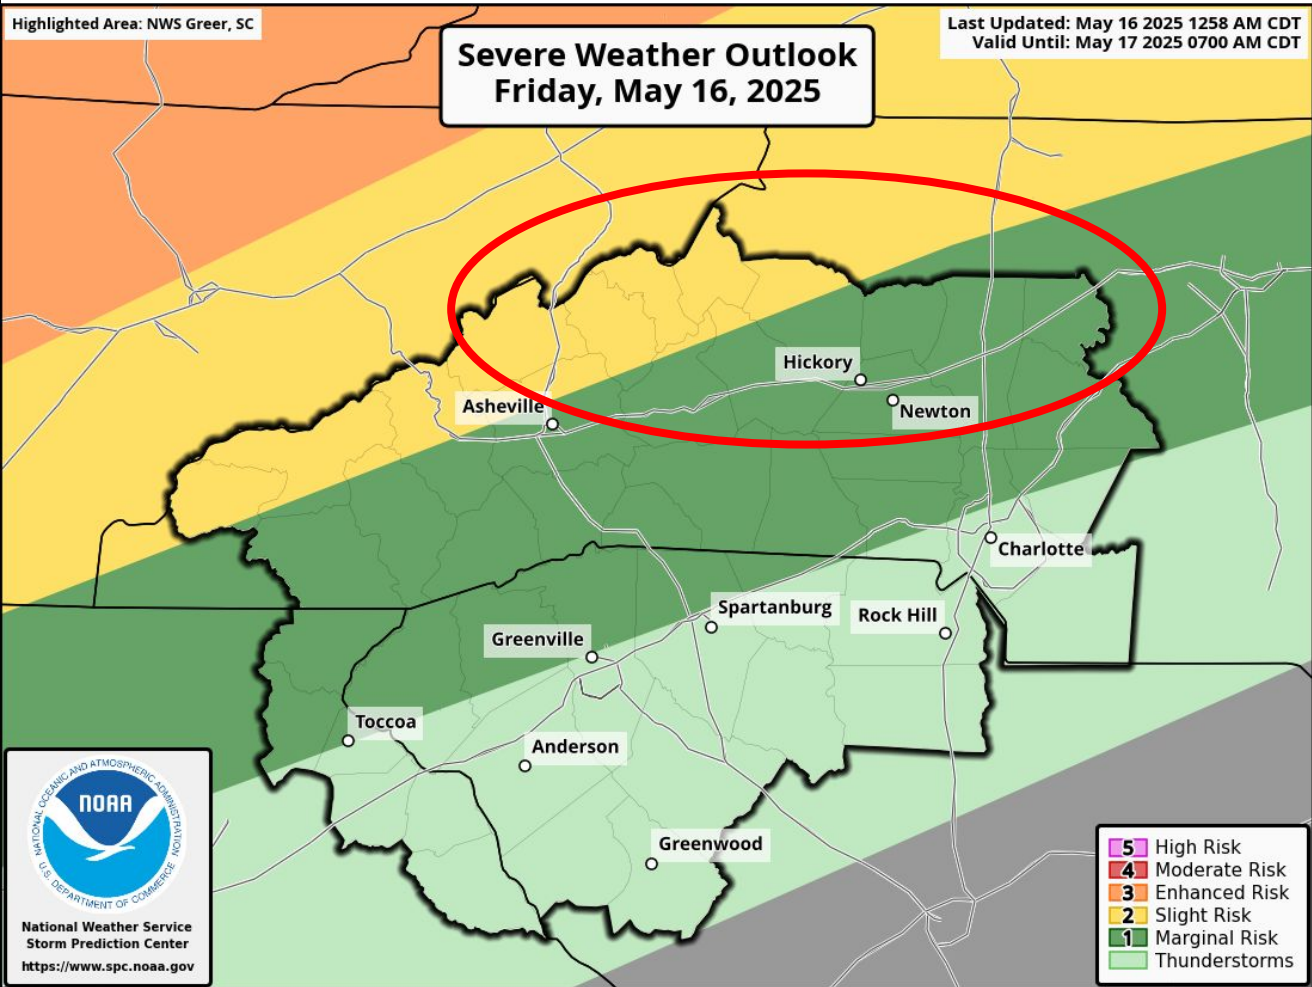 Highlighted Area: NWS Greer, SC
Severe Weather Outlook
Friday, May 16, 2025
Last Updated: May 16 2025 1258 AM CDT
Valid Until: May 17 2025 0700 AM CDT
Hickory
Asheville
Newton
Charlotte
Spartanburg
Rock Hill
Greenville
Toccoa
Anderson
Greenwood
NATIONAL OCEANIC AND ATMOSPHERIC ADMINISTRATION
NOAA
U.S. DEPARTMENT OF COMMERCE
National Weather Service
Storm Prediction Center
https://www.spc.noaa.gov
5 High Risk
4 Moderate Risk
3 Enhanced Risk
2 Slight Risk
1 Marginal Risk
Thunderstorms